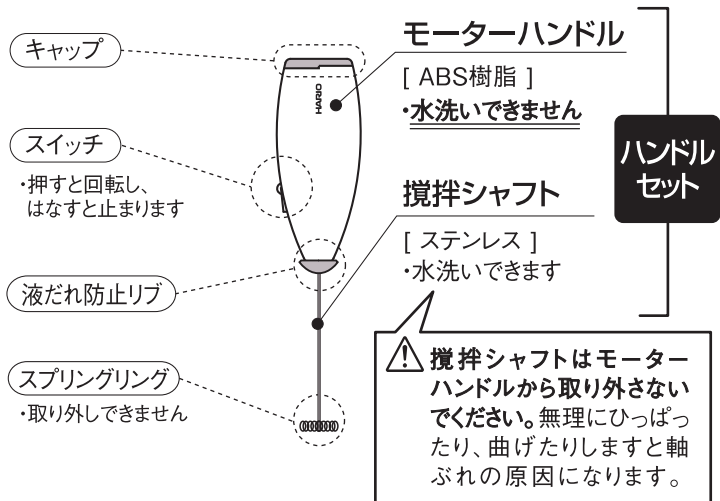 キャップ
スイッチ
・押すと回転し、
はなすと止まります
液だれ防止リブ
スプリングリング
・取り外しできません
HARIO
モーターハンドル
[ ABS樹脂 ]
・水洗いできません
撹拌シャフト
[ ステンレス ]
・水洗いできます
ハンドル
セット
撹拌シャフトはモーター
ハンドルから取り外さない
でください。無理にひっぱっ
たり、曲げたりしますと軸
ぶれの原因になります。